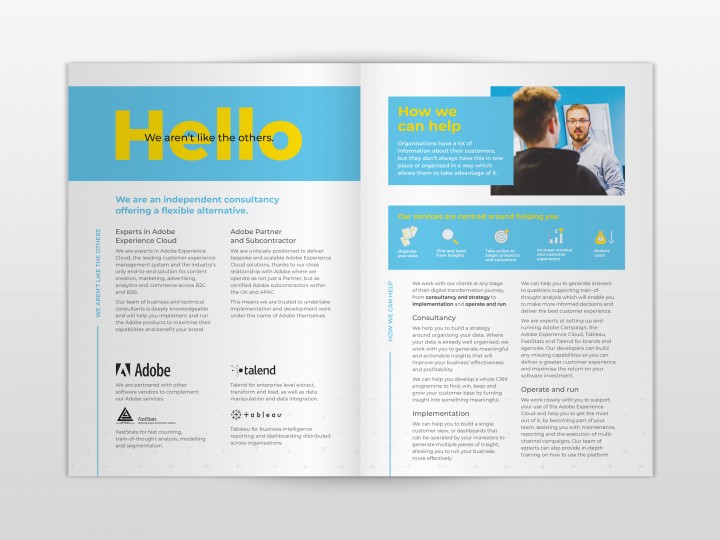 Hello
We aren't like the others.
We are an independent consultancy
offering a flexible alternative.
WE AREN'T LIKE THE OTHERS
Experts in Adobe
Experience Cloud
We are experts in Adobe Experience
Cloud, the leading customer experience
management system and the industry's
only end-to-end solution for content
creation, marketing, advertising,
analytics and commerce across B2C
and B2B.
Our team of business and technical
consultants is deeply knowledgeable
and will help you implement and run
the Adobe products to maximise their
capabilities and benefit your brand.
Adobe Partner
and Subcontractor
We are uniquely positioned to deliver
bespoke and scalable Adobe Experience
Cloud solutions, thanks to our close
relationship with Adobe where we
operate as not just a Partner, but as
certified Adobe subcontractors within
the UK and APAC.
This means we are trusted to undertake
implementation and development work
under the name of Adobe themselves.
Adobe
We are partnered with other
software vendors to complement
our Adobe services.
talend
Talend for enterprise level extract,
transform and load, as well as data
manipulation and data integration.
FastStats
FastStats for fast counting,
train-of-thought analysis, modelling
and segmentation.
+ a b l e a u
Tableau for business intelligence
reporting and dashboarding distributed
across organisations.
How we
can help
Organisations have a lot of
information about their customers,
but they don't always have this in one
place or organised in a way which
allows them to take advantage of it.
Our services are centred around helping you
Organise
your data
Find and learn
from insights
Take action to
target prospects
and customers
Increase revenue
and customer
experience
Reduce
costs
HOW WE CAN HELP
We work with our clients at any stage
of their digital transformation journey,
from consultancy and strategy to
implementation and operate and run.
Consultancy
We help you to build a strategy
around organising your data. Where
your data is already well organised, we
work with you to generate meaningful
and actionable insights that will
improve your business' effectiveness
and profitability.
We can help you develop a whole CRM
programme to find, win, keep and
grow your customer base by turning
insight into something meaningful.
Implementation
We can help you to build a single
customer view, or dashboards that
can be operated by your marketers to
generate multiple pieces of insight,
allowing you to run your business
more effectively.
We can help you to generate answers
to questions supporting train-of-
thought analysis which will enable you
to make more informed decisions and
deliver the best customer experience.
We are experts at setting up and
running, Adobe Campaign, the
Adobe Experience Cloud, Tableau,
FastStats and Talend for brands and
agencies. Our developers can build
any missing capabilities so you can
deliver a greater customer experience
and maximise the return on your
software investment.
Operate and run
We work closely with you to support
your use of the Adobe Experience
Cloud and help you to get the most
out of it, by becoming part of your
team, assisting you with maintenance,
reporting and the execution of multi-
channel campaigns. Our team of
experts can also provide in-depth
training on how to use the platform.